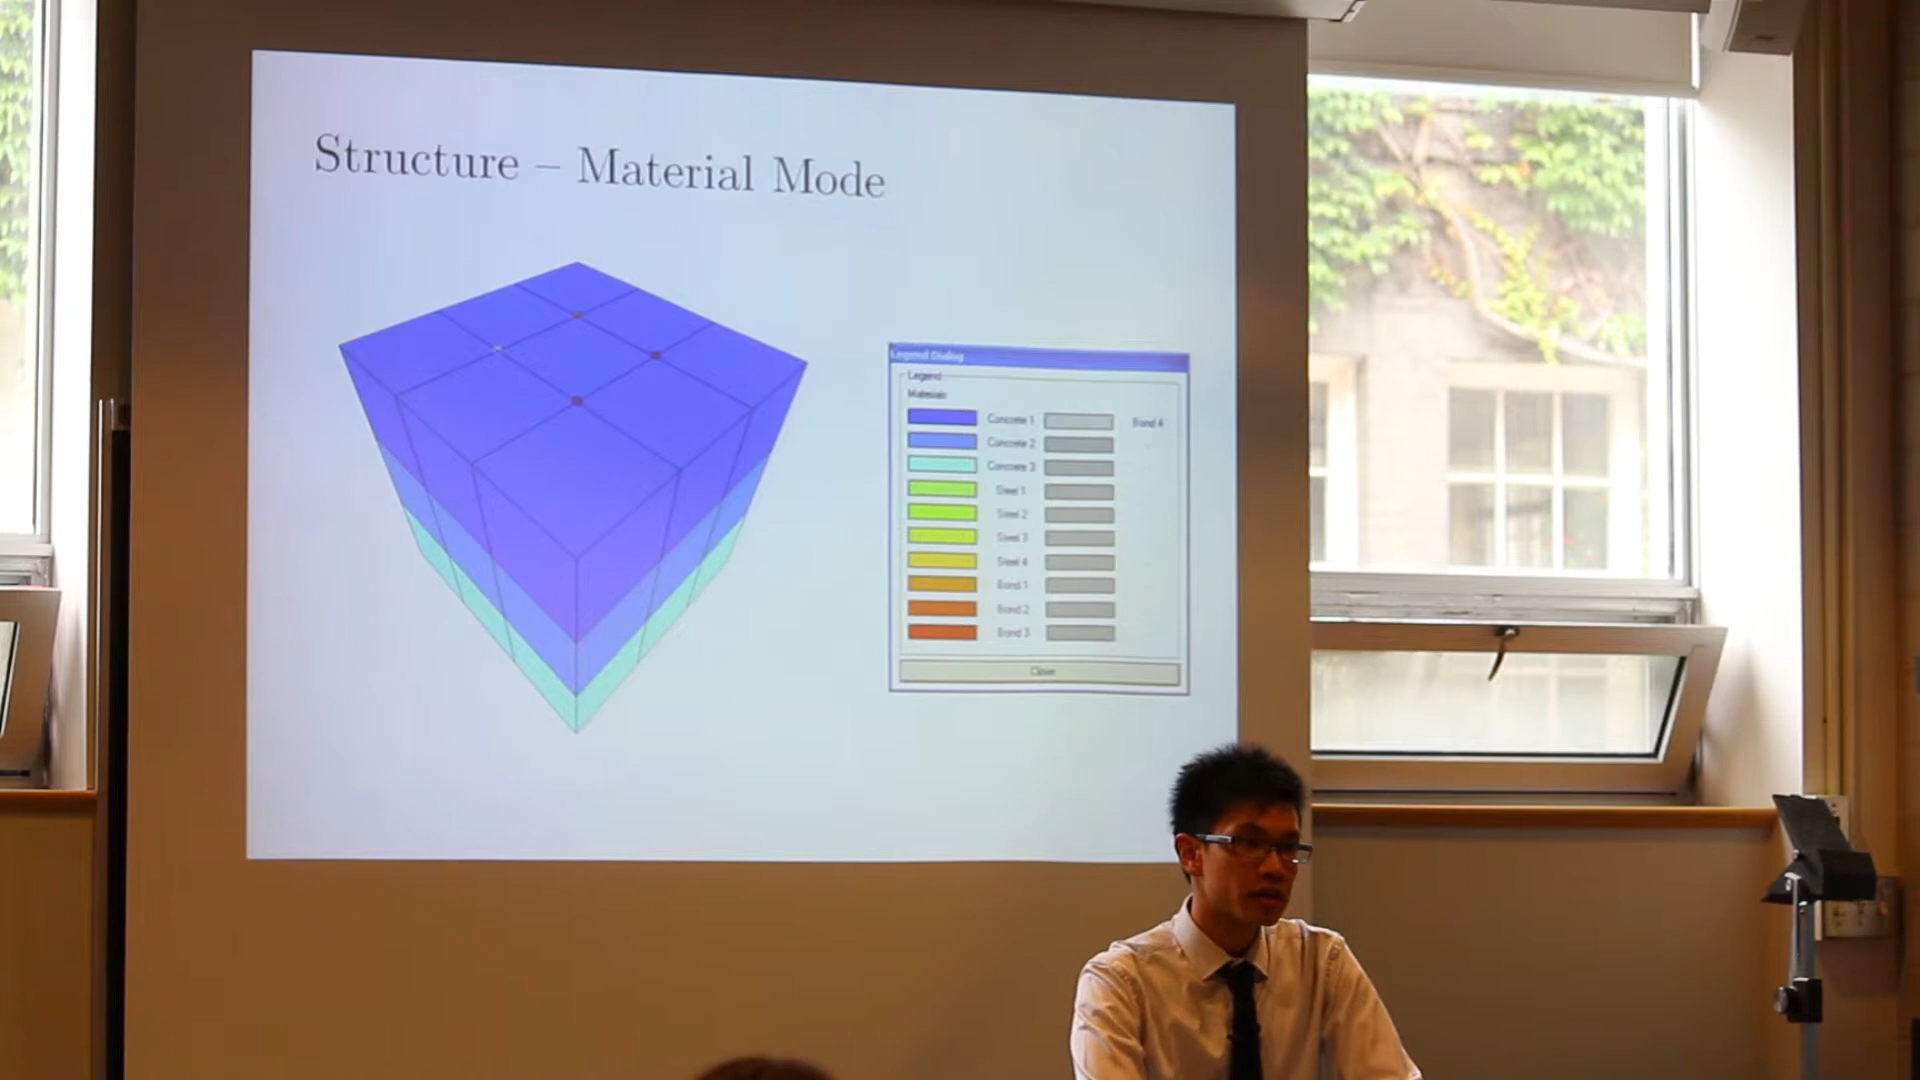 Structure – Material Mode
Legend Dialog
Legend
Materials
Concrete 1
Band 4
Concrete 2
Concrete 3
Steel 1
Steel 2
Steel 3
Steel 4
Bond 1
Bond 2
Bond 3
Close